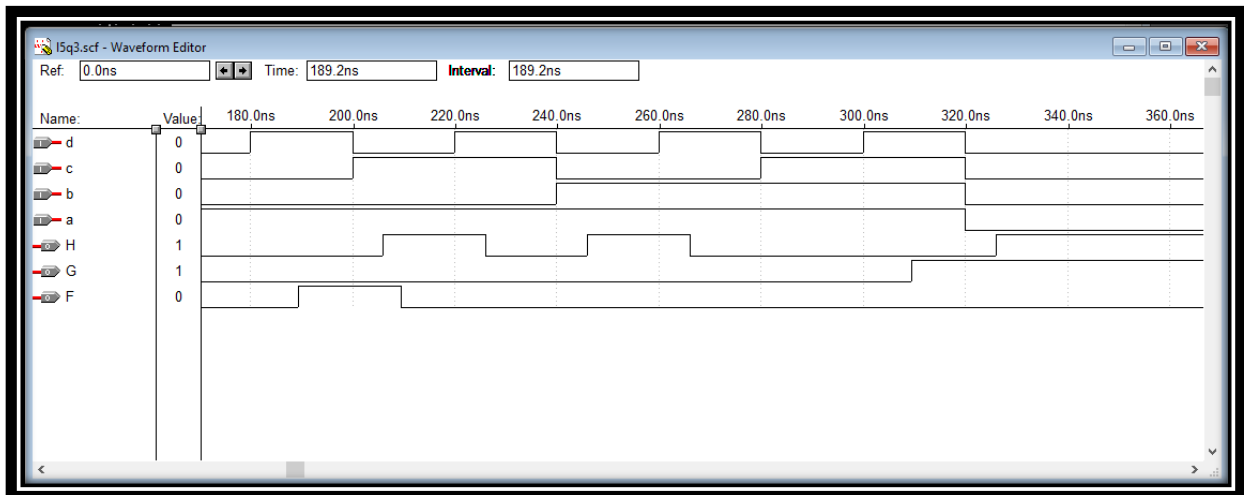 l5q3.scf - Waveform Editor
Ref: 0.0ns Time: 189.2ns Interval: 189.2ns
Name: Value: 180.0ns 200.0ns 220.0ns 240.0ns 260.0ns 280.0ns 300.0ns 320.0ns 340.0ns 360.0ns
d 0
c 0
b 0
a 0
H 1
G 1
F 0